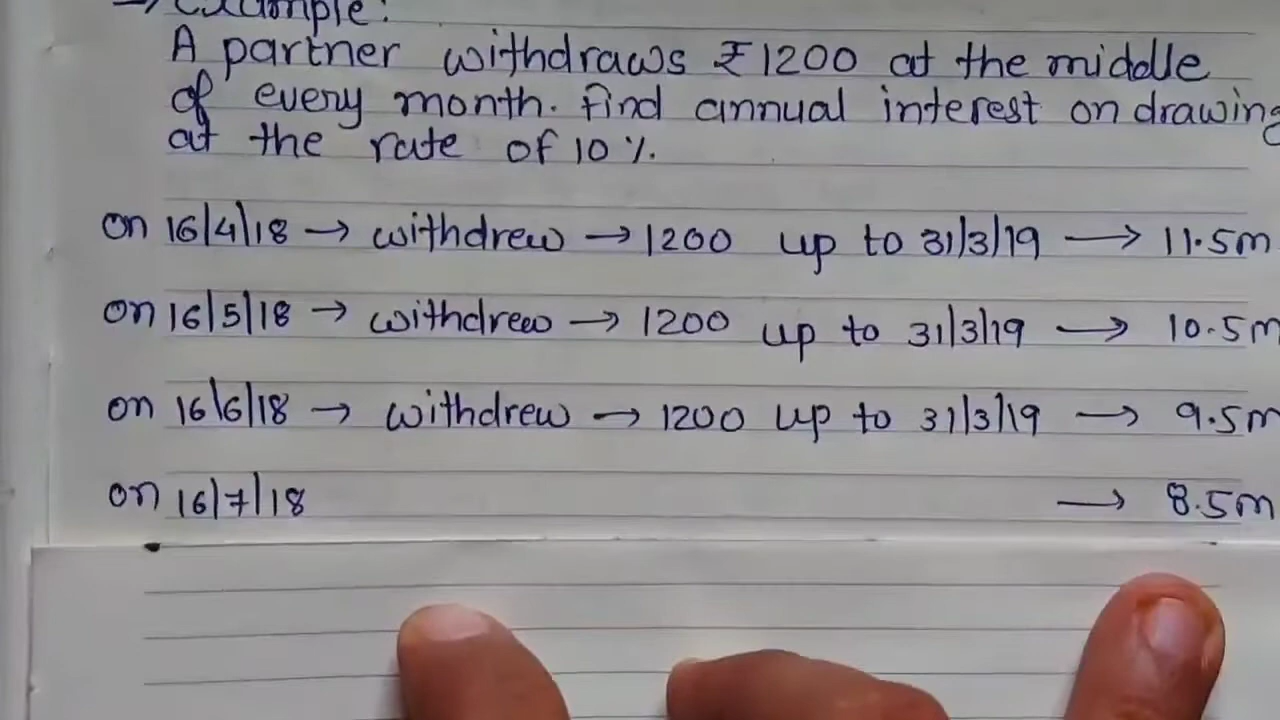 → Example:
A partner withdraws ₹1200 at the middle
of every month. Find annual interest on drawing
at the rate of 10 %.
on 16/4/18 → withdrew → 1200 up to 31/3/19 → 11.5m
on 16/5/18 → withdrew → 1200 up to 31/3/19 → 10.5m
on 16/6/18 → withdrew → 1200 up to 31/3/19 → 9.5m
on 16/7/18 → 8.5m